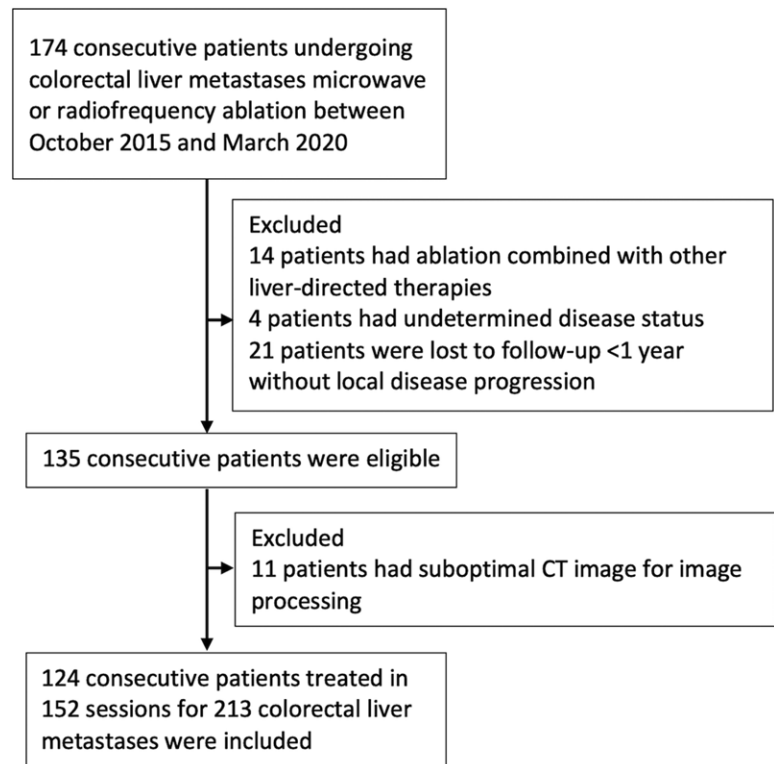 174 consecutive patients undergoing
colorectal liver metastases microwave
or radiofrequency ablation between
October 2015 and March 2020
Excluded
14 patients had ablation combined with other
liver-directed therapies
4 patients had undetermined disease status
21 patients were lost to follow-up <1 year
without local disease progression
135 consecutive patients were eligible
Excluded
11 patients had suboptimal CT image for image
processing
124 consecutive patients treated in
152 sessions for 213 colorectal liver
metastases were included